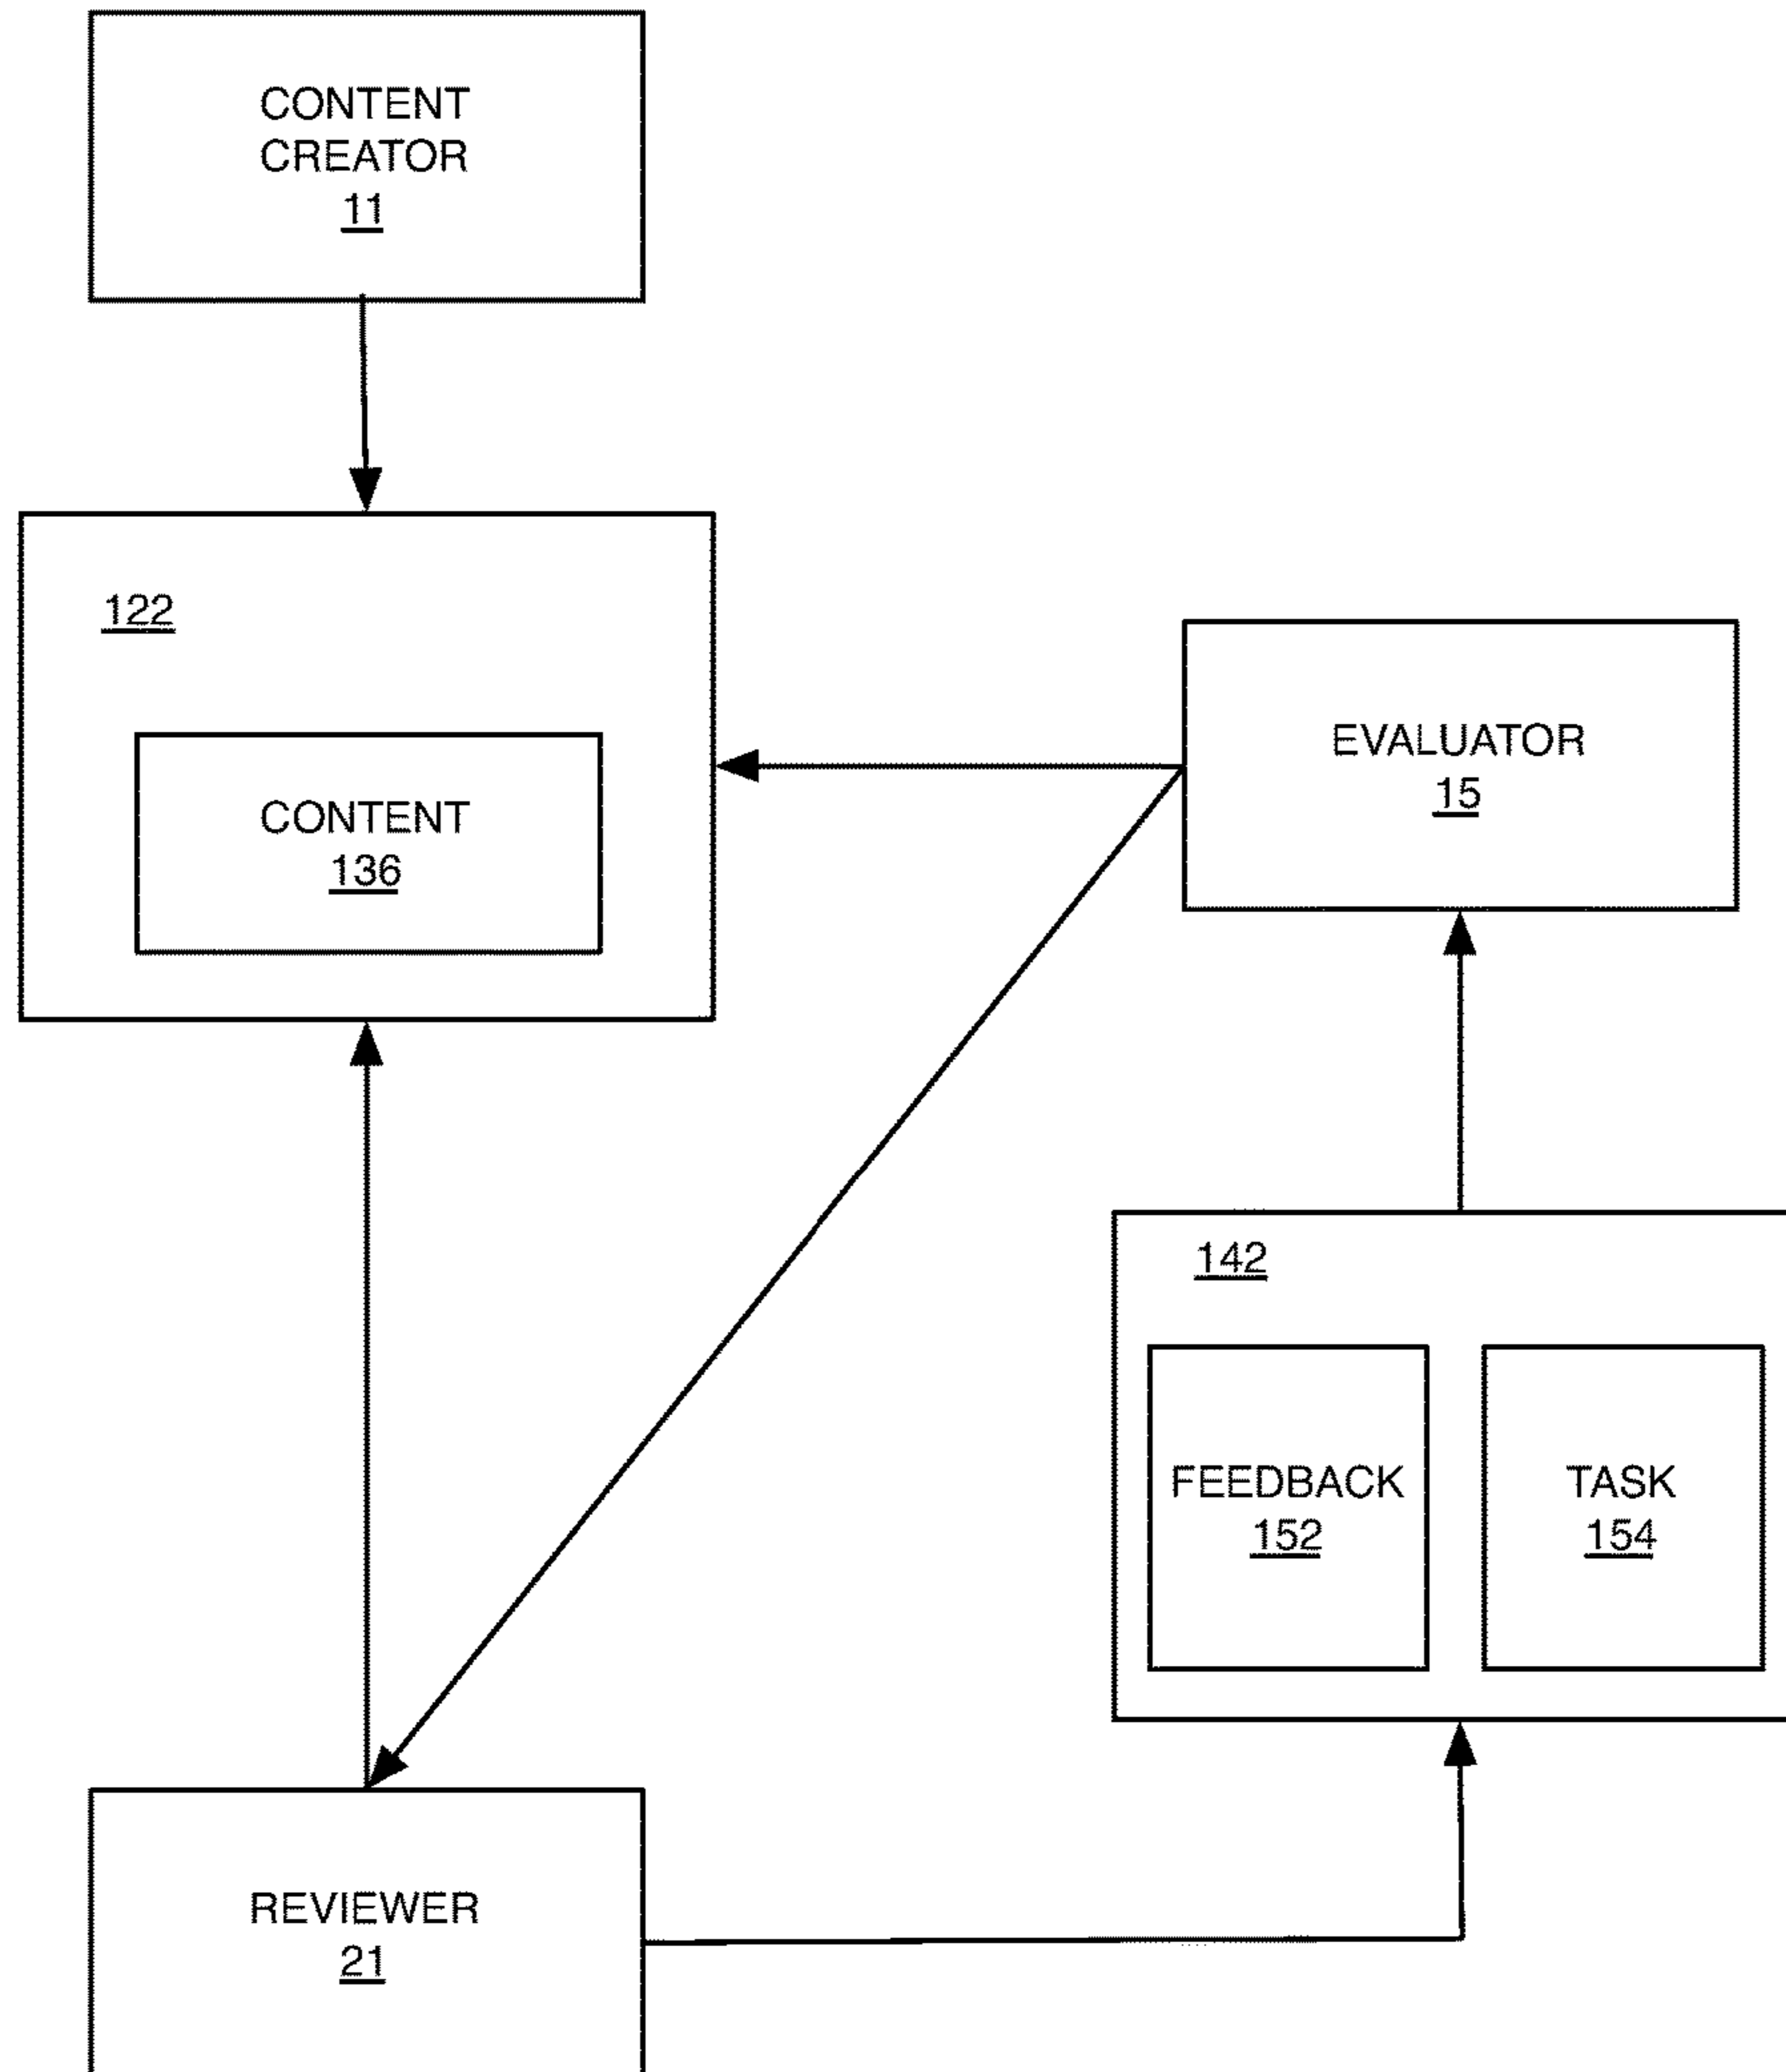 CONTENT
CREATOR
11
122
CONTENT
136
EVALUATOR
15
142
FEEDBACK
152
TASK
154
REVIEWER
21